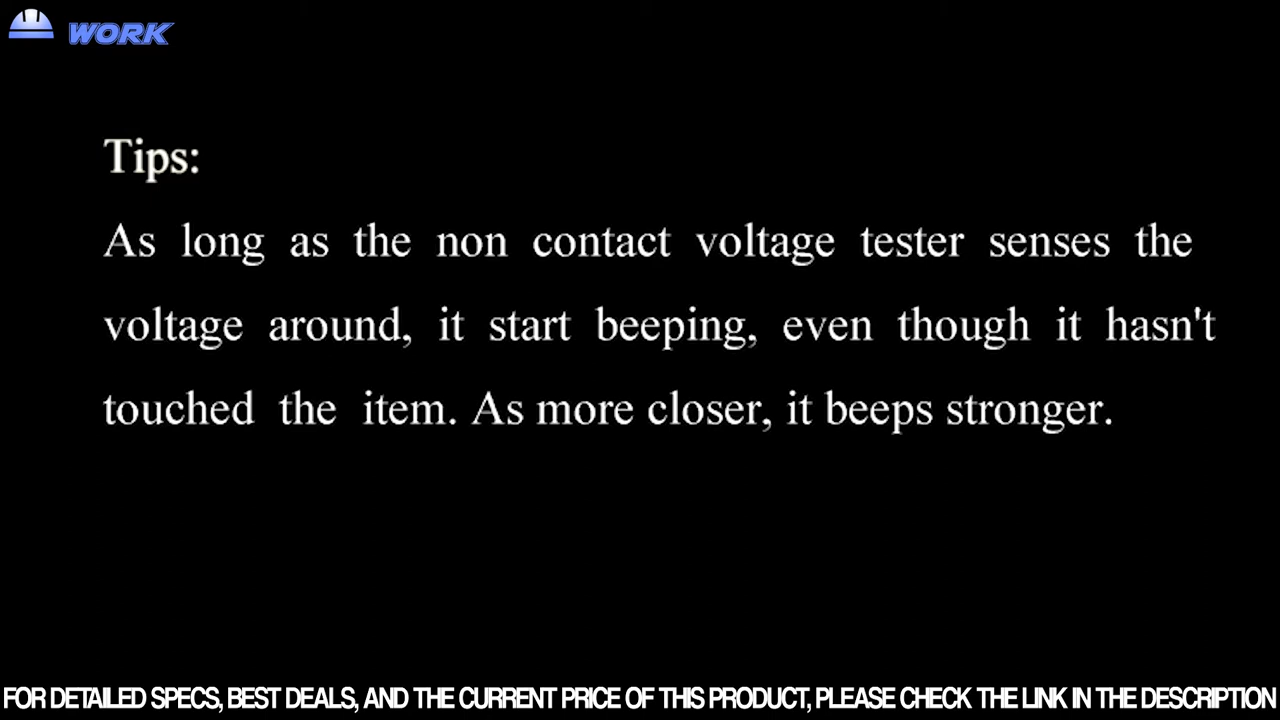 WORK
Tips:
As long as the non contact voltage tester senses the
voltage around, it start beeping, even though it hasn't
touched the item. As more closer, it beeps stronger.
FOR DETAILED SPECS, BEST DEALS, AND THE CURRENT PRICE OF THIS PRODUCT, PLEASE CHECK THE LINK IN THE DESCRIPTION